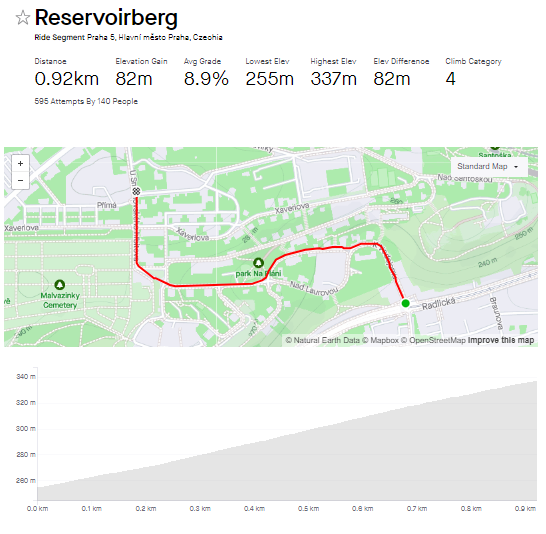 Reservoirberg
Ride Segment Praha 5, Hlavní město Praha, Czechia
Distance
0.92km
Elevation Gain
82m
Avg Grade
8.9%
Lowest Elev
255m
Highest Elev
337m
Elev Difference
82m
Climb Category
4
595 Attempts By 140 People
+
−
Standard Map
Santoška
Nad Santoškou
Přímá
Xaveriova
Xaveriova
Xaveriova
park Na Pláni
Malvazinky
Cemetery
Nad Laurovou
Radlická
Braunova
240 m
250 m
© Natural Earth Data © Mapbox © OpenStreetMap Improve this map
340 m
320 m
300 m
280 m
260 m
0.0 km
0.1 km
0.2 km
0.3 km
0.4 km
0.5 km
0.6 km
0.7 km
0.8 km
0.9 km